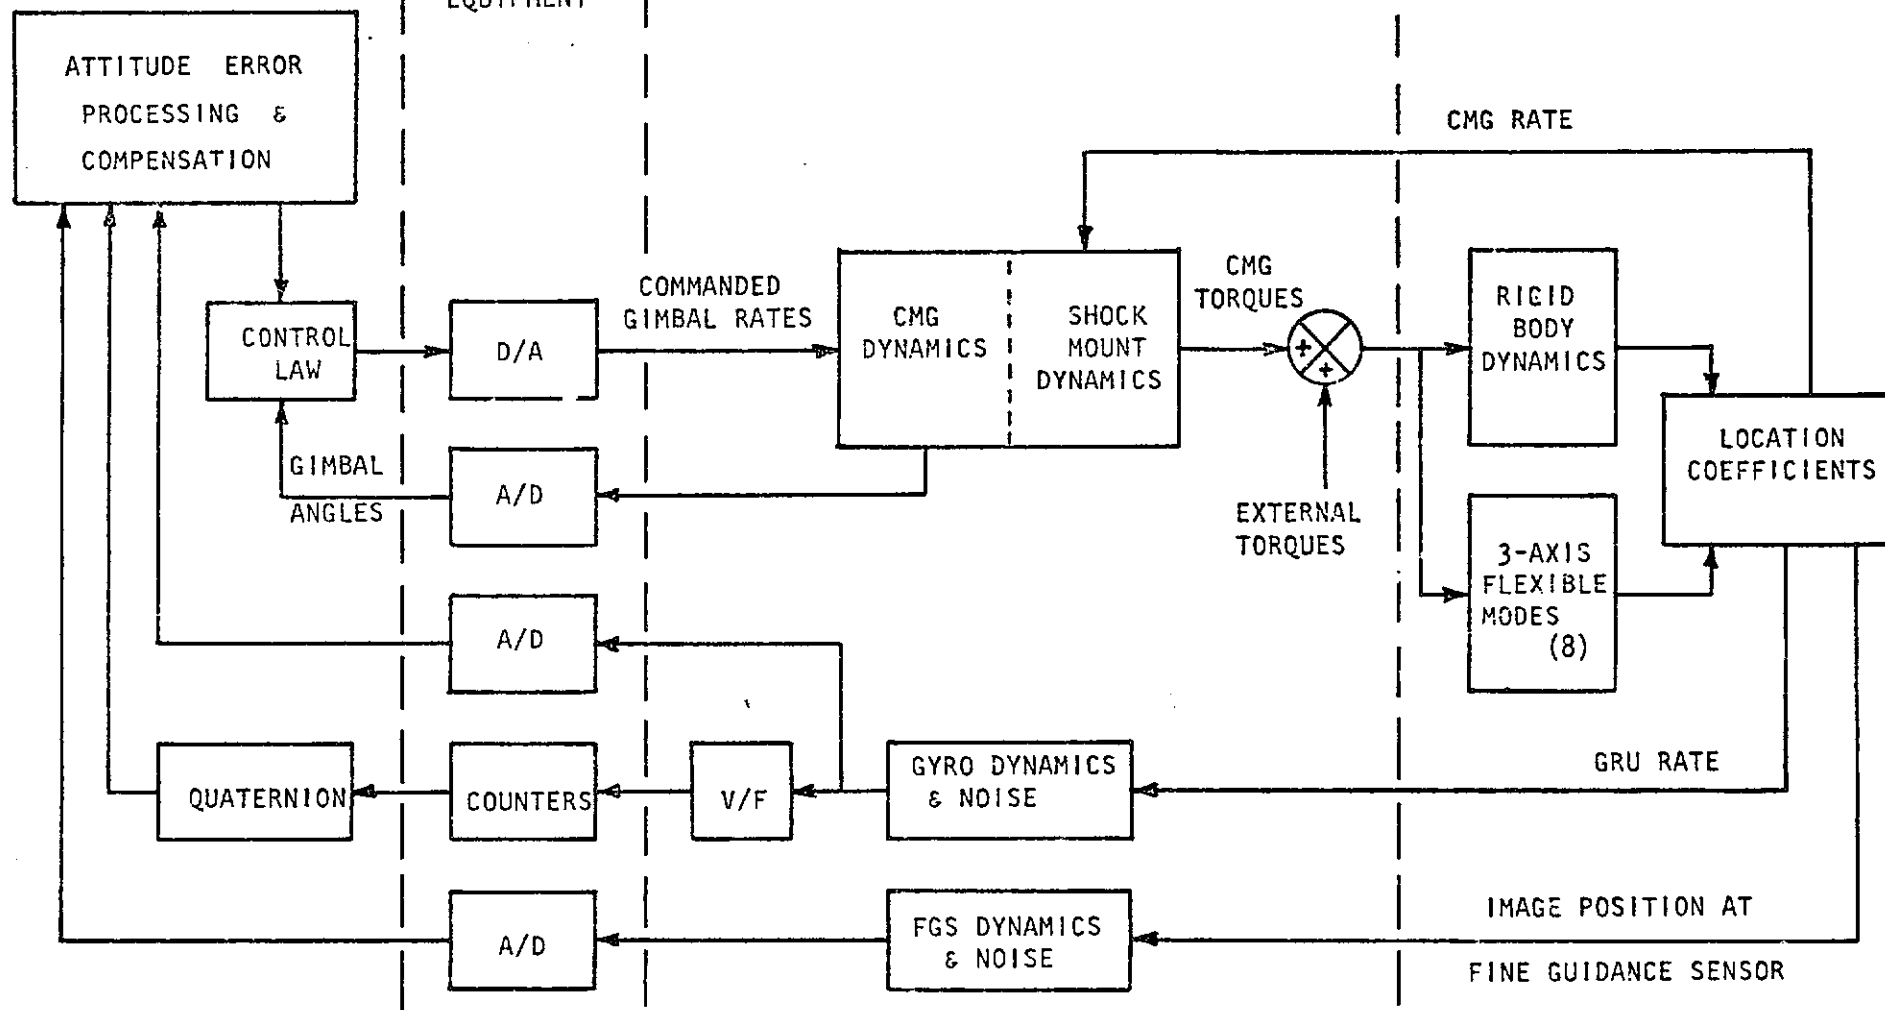 EQUIPMENT
ATTITUDE ERROR
PROCESSING &
COMPENSATION
CMG RATE
COMMANDED
GIMBAL RATES
CMG
TORQUES
CONTROL
LAW
D/A
CMG
DYNAMICS
SHOCK
MOUNT
DYNAMICS
+
+
RIGID
BODY
DYNAMICS
LOCATION
COEFFICIENTS
GIMBAL
ANGLES
A/D
EXTERNAL
TORQUES
3-AXIS
FLEXIBLE
MODES
(8)
A/D
GRU RATE
QUATERNION
COUNTERS
V/F
GYRO DYNAMICS
& NOISE
IMAGE POSITION AT
FINE GUIDANCE SENSOR
A/D
FGS DYNAMICS
& NOISE